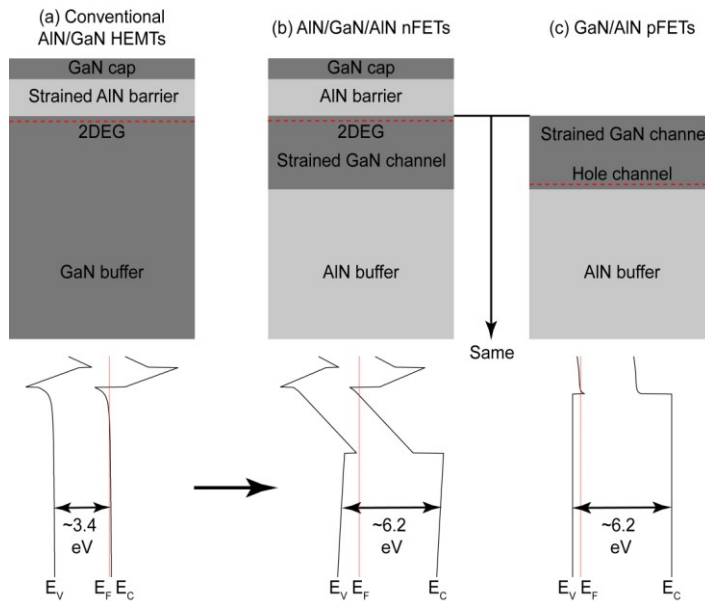 (a) Conventional
AlN/GaN HEMTs
GaN cap
Strained AlN barrier
2DEG
GaN buffer
~3.4
eV
E_V E_F E_C
(b) AlN/GaN/AlN nFETs
GaN cap
AlN barrier
2DEG
Strained GaN channel
AlN buffer
~6.2
eV
E_V E_F E_C
Same
(c) GaN/AlN pFETs
Strained GaN channel
Hole channel
AlN buffer
~6.2
eV
E_V E_F E_C